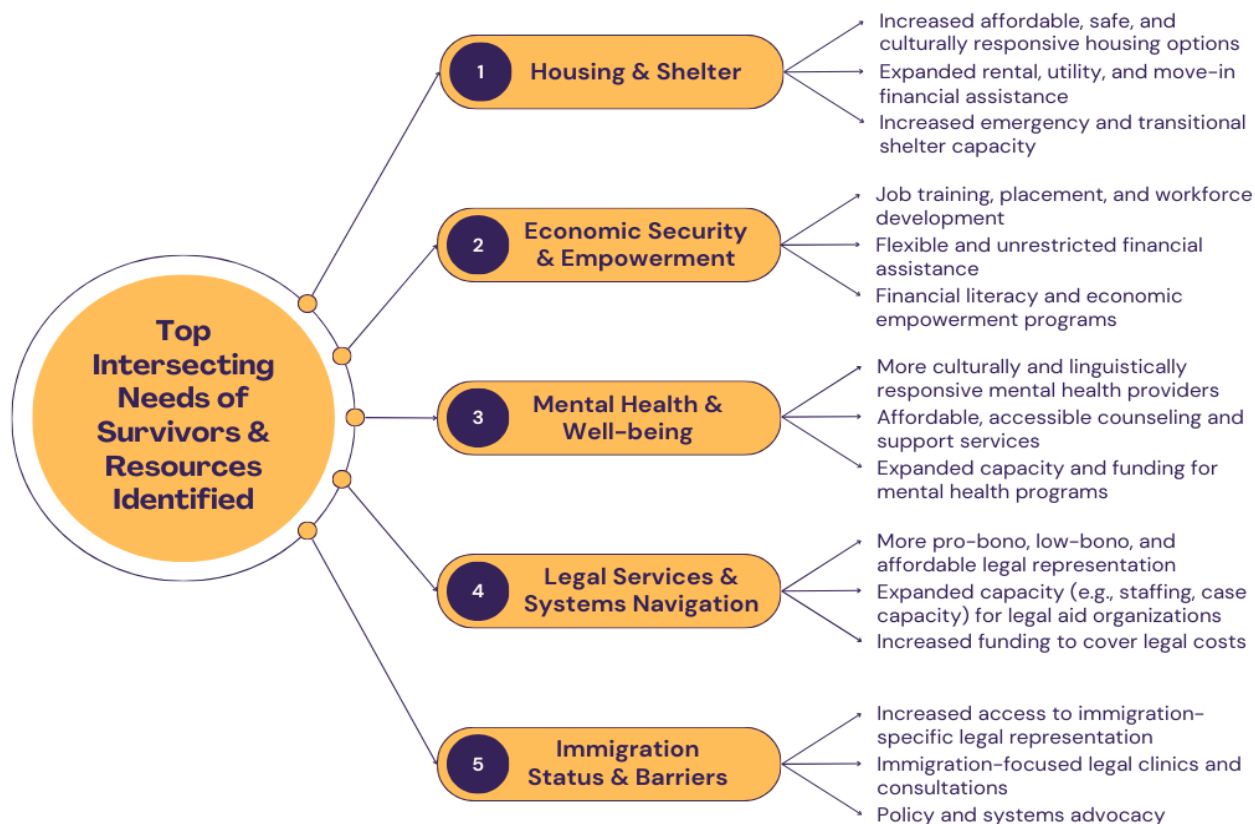 Top
Intersecting
Needs of
Survivors &
Resources
Identified
1
Housing & Shelter
Increased affordable, safe, and
culturally responsive housing options
Expanded rental, utility, and move-in
financial assistance
Increased emergency and transitional
shelter capacity
2
Economic Security
& Empowerment
Job training, placement, and workforce
development
Flexible and unrestricted financial
assistance
Financial literacy and economic
empowerment programs
3
Mental Health &
Well-being
More culturally and linguistically
responsive mental health providers
Affordable, accessible counseling and
support services
Expanded capacity and funding for
mental health programs
4
Legal Services &
Systems Navigation
More pro-bono, low-bono, and
affordable legal representation
Expanded capacity (e.g., staffing, case
capacity) for legal aid organizations
Increased funding to cover legal costs
5
Immigration
Status & Barriers
Increased access to immigration-
specific legal representation
Immigration-focused legal clinics and
consultations
Policy and systems advocacy